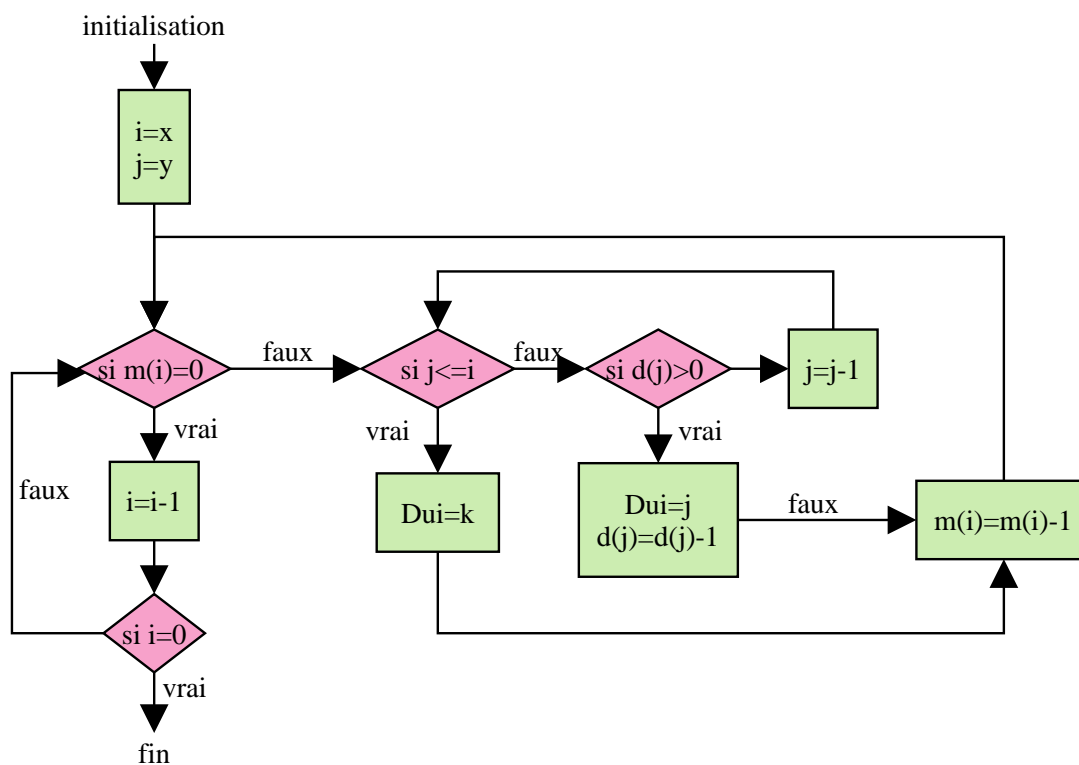 initialisation
i=x
j=y
si m(i)=0
faux
si j<=i
faux
si d(j)>0
j=j-1
vrai
vrai
vrai
faux
i=i-1
Dui=k
Dui=j
d(j)=d(j)-1
faux
m(i)=m(i)-1
si i=0
vrai
fin